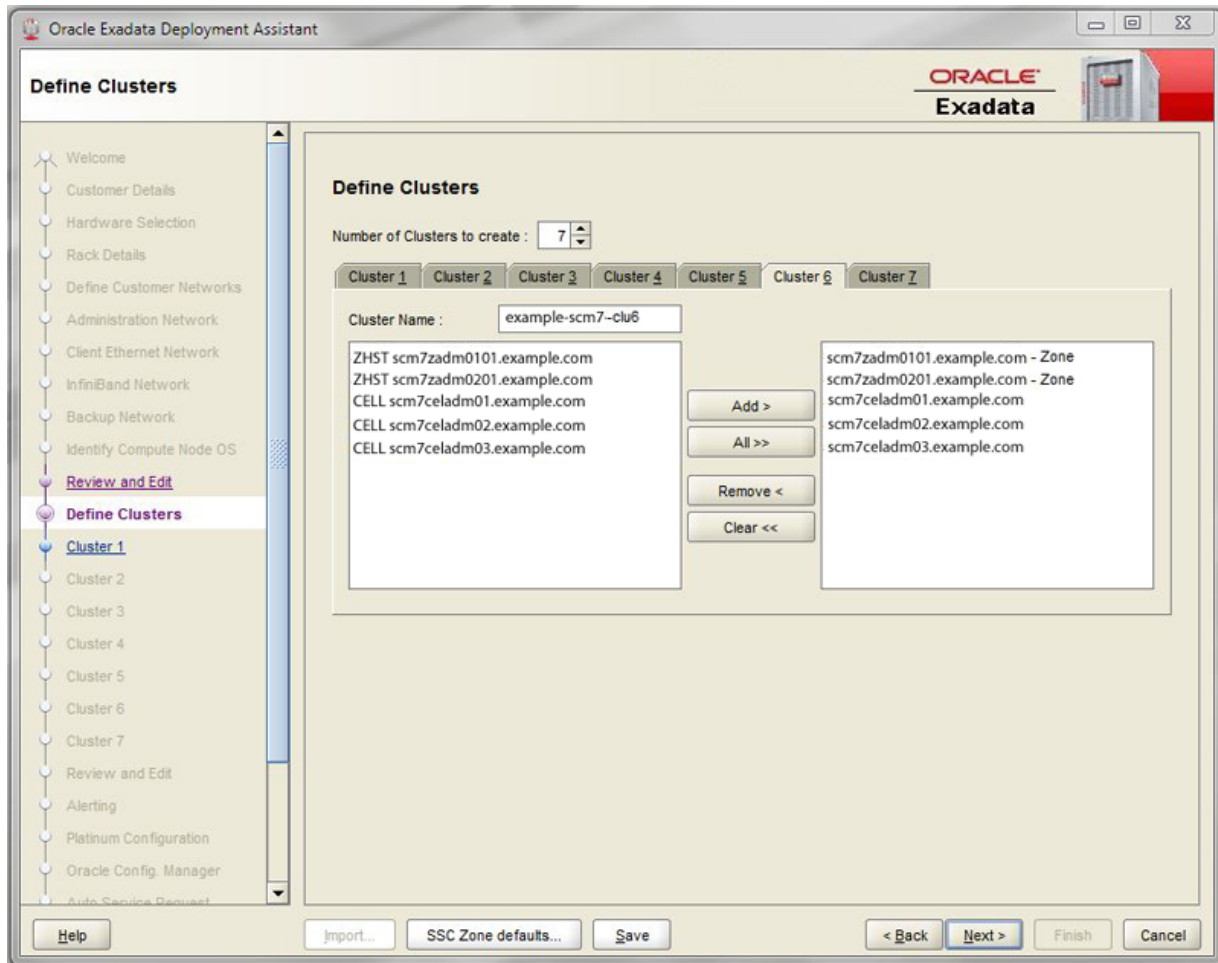 Oracle Exadata Deployment Assistant
Define Clusters
ORACLE
Exadata
Welcome
Customer Details
Hardware Selection
Rack Details
Define Customer Networks
Administration Network
Client Ethernet Network
InfiniBand Network
Backup Network
Identify Compute Node OS
Review and Edit
Define Clusters
Cluster 1
Cluster 2
Cluster 3
Cluster 4
Cluster 5
Cluster 6
Cluster 7
Review and Edit
Alerting
Platinum Configuration
Oracle Config. Manager
Auto Service Request
Define Clusters
Number of Clusters to create : 7
Cluster 1 Cluster 2 Cluster 3 Cluster 4 Cluster 5 Cluster 6 Cluster 7
Cluster Name : example-scm7--clu6
ZHST scm7zadm0101.example.com
ZHST scm7zadm0201.example.com
CELL scm7celadm01.example.com
CELL scm7celadm02.example.com
CELL scm7celadm03.example.com
Add >
All >>
Remove <
Clear <<
scm7zadm0101.example.com - Zone
scm7zadm0201.example.com - Zone
scm7celadm01.example.com
scm7celadm02.example.com
scm7celadm03.example.com
Help Import... SSC Zone defaults... Save < Back Next > Finish Cancel